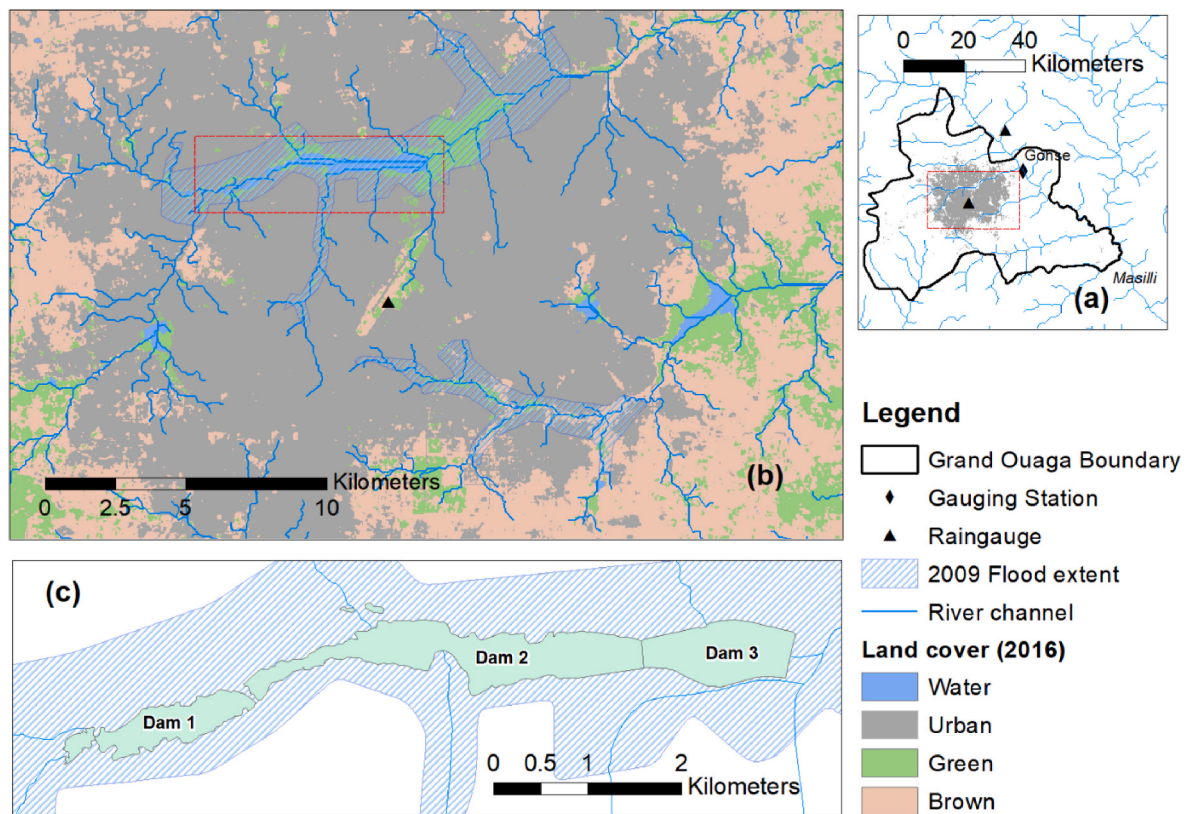 0 20 40
Kilometers
Gonse
Masilli
(a)
(b)
Kilometers
0 2.5 5 10
(c)
Dam 1
Dam 2
Dam 3
0 0.5 1 2
Kilometers
Legend
Grand Ouaga Boundary
Gauging Station
Raingauge
2009 Flood extent
River channel
Land cover (2016)
Water
Urban
Green
Brown